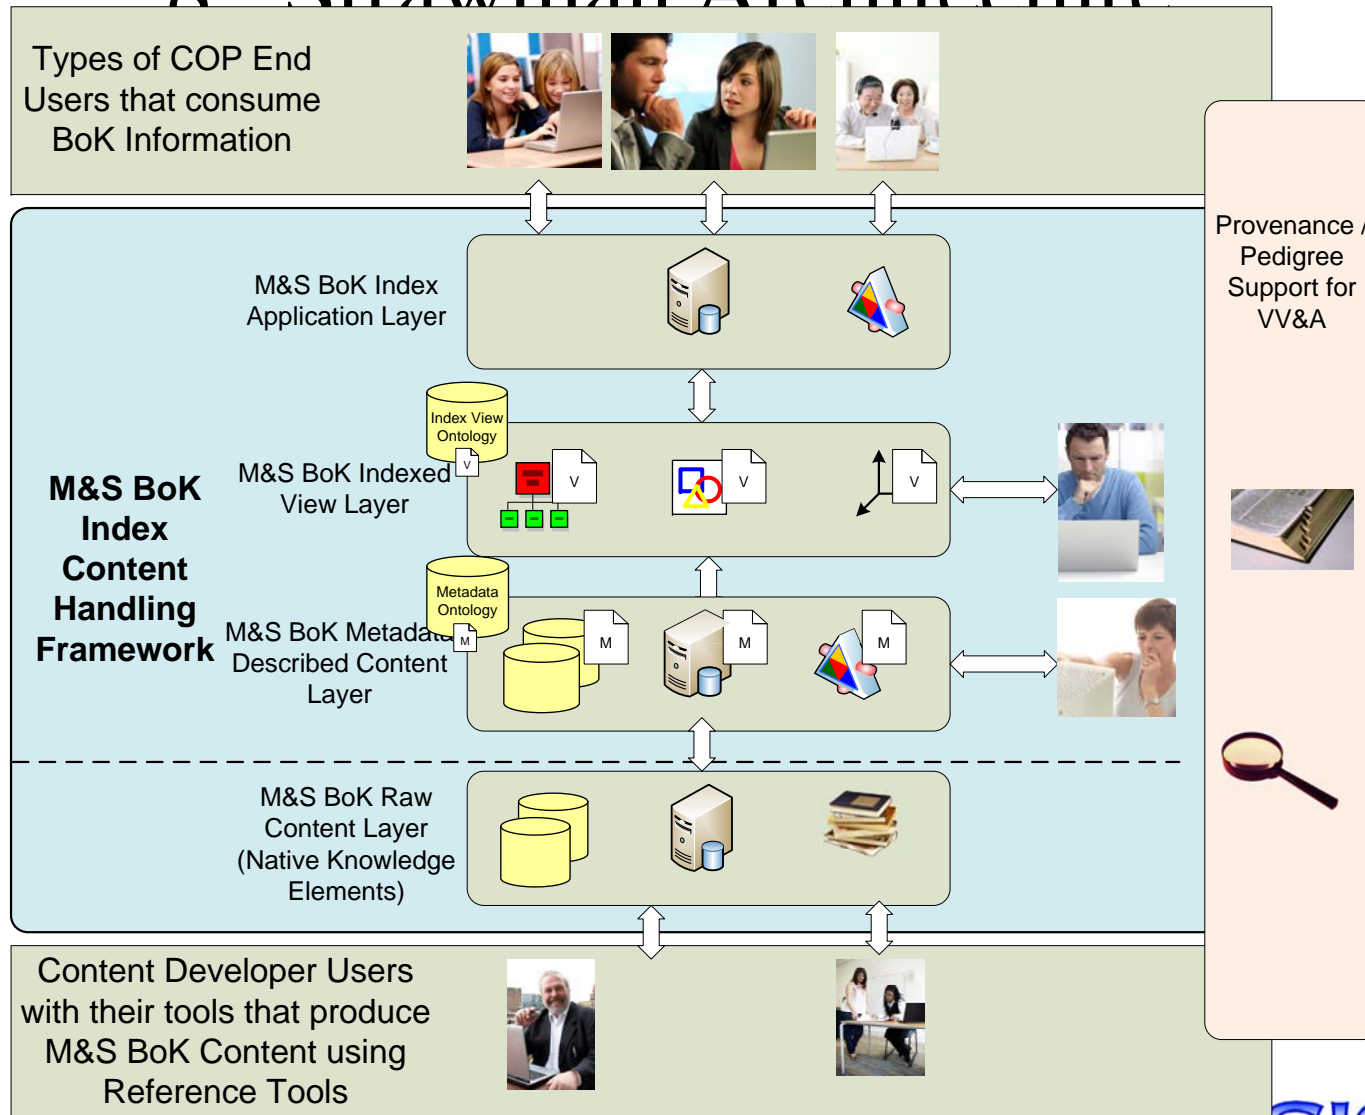 8 Strawman Architecture
Types of COP End
Users that consume
BoK Information
Provenance /
Pedigree
Support for
VV&A
M&S BoK Index
Application Layer
Index View
Ontology
V
M&S BoK Indexed
View Layer
V
V
V
M&S BoK
Index
Content
Handling
Framework
Metadata
Ontology
M
M&S BoK Metadata
Described Content
Layer
M
M
M
M&S BoK Raw
Content Layer
(Native Knowledge
Elements)
Content Developer Users
with their tools that produce
M&S BoK Content using
Reference Tools